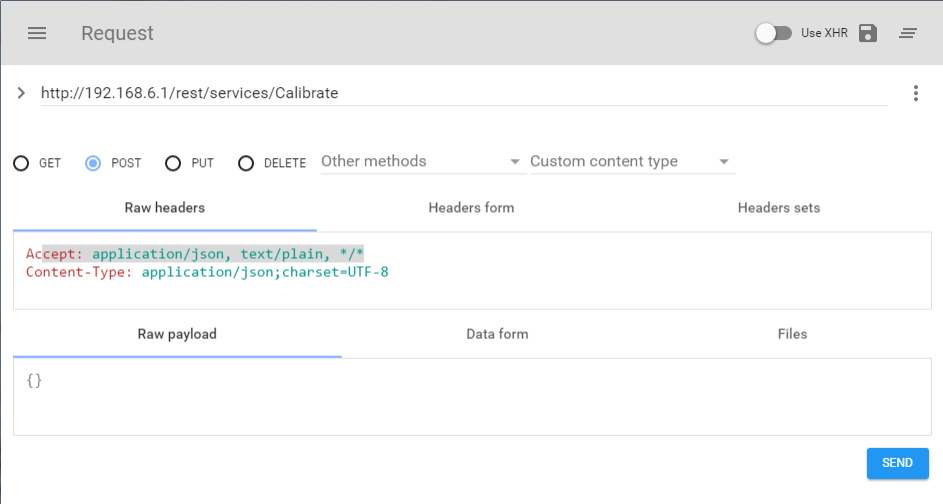 Request
Use XHR
http://192.168.6.1/rest/services/Calibrate
GET POST PUT DELETE Other methods Custom content type
Raw headers Headers form Headers sets
Accept: application/json, text/plain, */*
Content-Type: application/json;charset=UTF-8
Raw payload Data form Files
{}
SEND